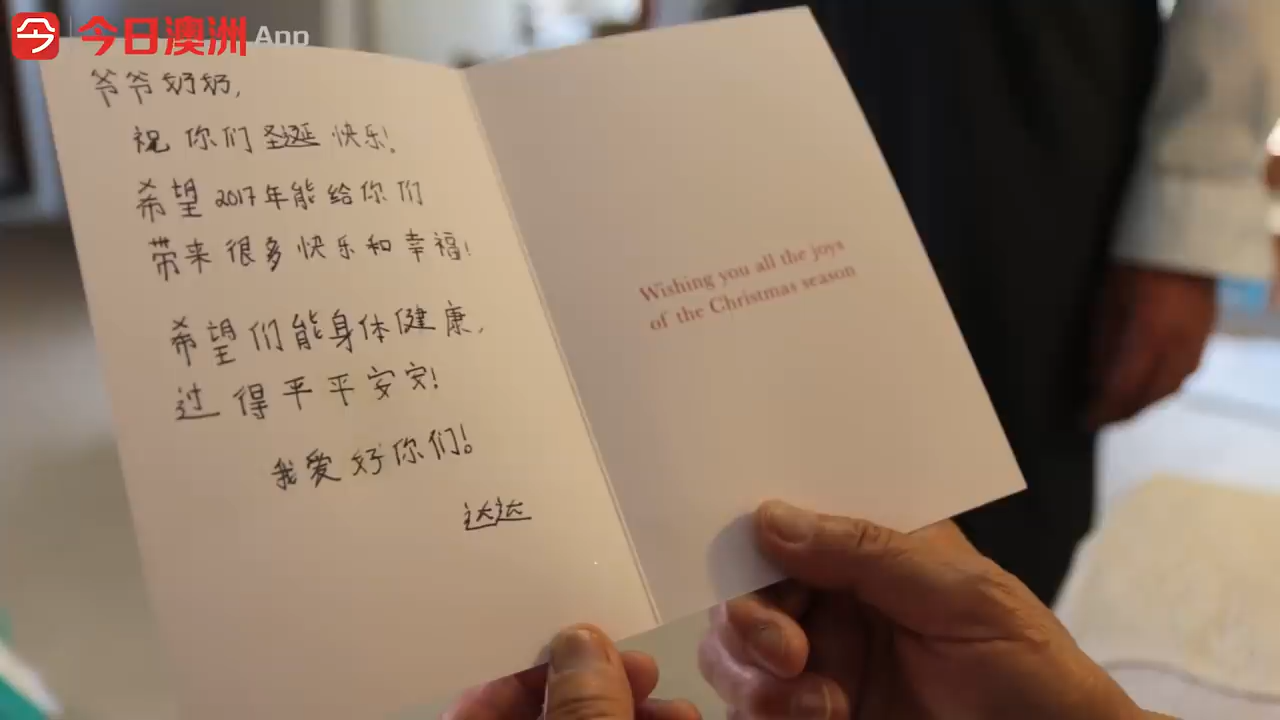 今 今日澳洲 App
爷爷奶奶,
祝你们圣诞快乐!
希望2017年能给你们
带来很多快乐和幸福!
希望们能身体健康,
过得平平安安!
我爱好你们!
达达
Wishing you all the joys
of the Christmas season